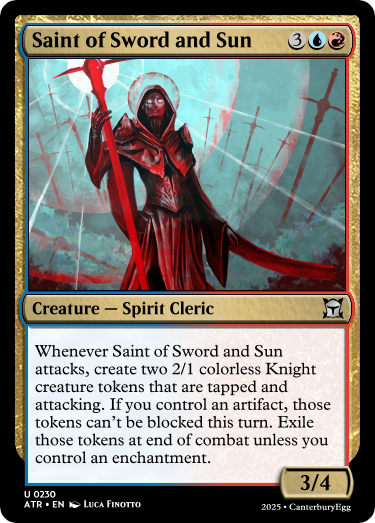 Saint of Sword and Sun 3
Creature — Spirit Cleric
Whenever Saint of Sword and Sun
attacks, create two 2/1 colorless Knight
creature tokens that are tapped and
attacking. If you control an artifact, those
tokens can't be blocked this turn. Exile
those tokens at end of combat unless you
control an enchantment.
3/4
U 0230
ATR • EN Luca Finotto
2025 • CanterburyEgg